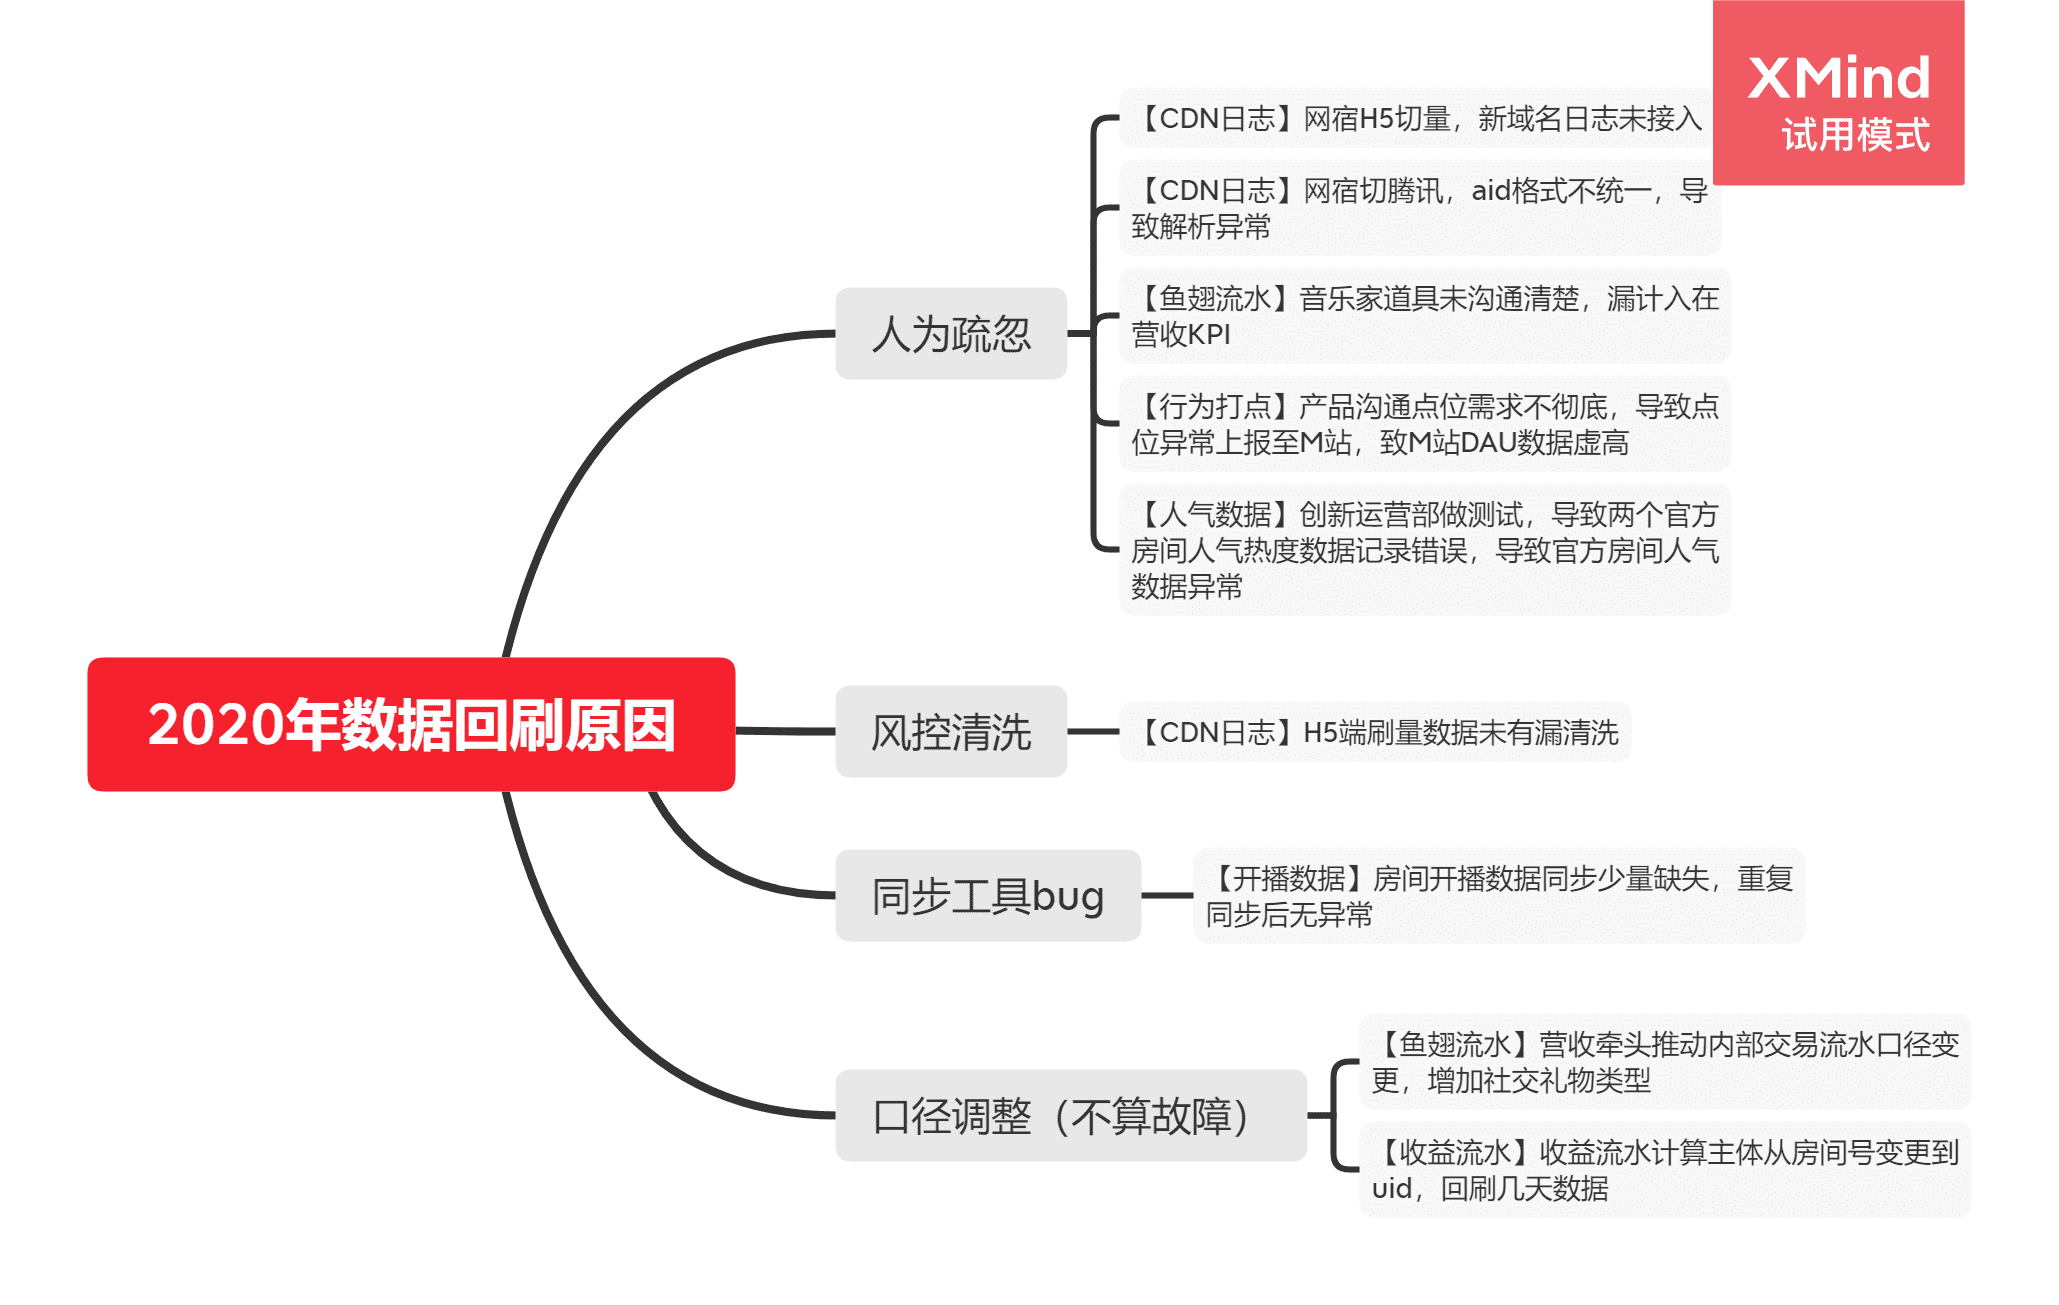 XMind
试用模式
2020年数据回刷原因
人为疏忽
【CDN日志】网宿H5切量，新域名日志未接入
【CDN日志】网宿切腾讯，aid格式不统一，导
致解析异常
【鱼翅流水】音乐家道具未沟通清楚，漏计入在
营收KPI
【行为打点】产品沟通点位需求不彻底，导致点
位异常上报至M站，致M站DAU数据虚高
【人气数据】创新运营部做测试，导致两个官方
房间人气热度数据记录错误，导致官方房间人气
数据异常
风控清洗
【CDN日志】H5端刷量数据未有漏清洗
同步工具bug
【开播数据】房间开播数据同步少量缺失，重复
同步后无异常
口径调整（不算故障）
【鱼翅流水】营收牵头推动内部交易流水口径变
更，增加社交礼物类型
【收益流水】收益流水计算主体从房间号变更到
uid，回刷几天数据